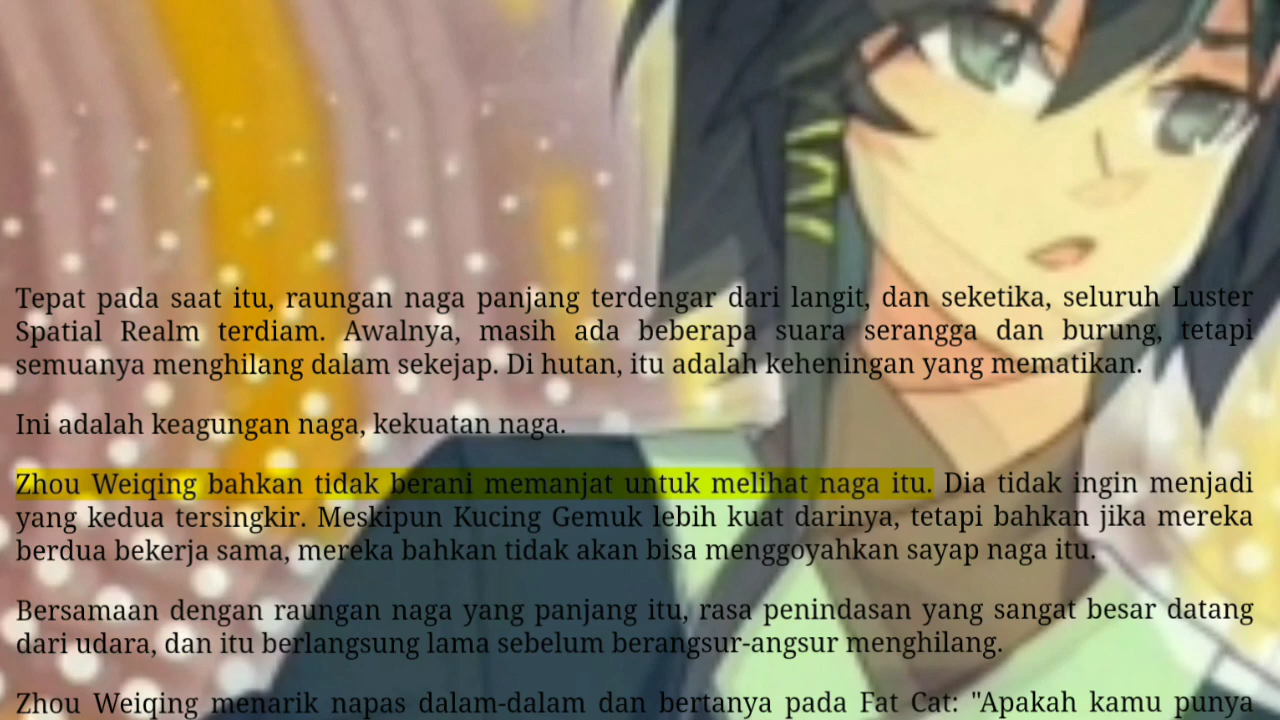 Tepat pada saat itu, raungan naga panjang terdengar dari langit, dan seketika, seluruh Luster
Spatial Realm terdiam. Awalnya, masih ada beberapa suara serangga dan burung, tetapi
semuanya menghilang dalam sekejap. Di hutan, itu adalah keheningan yang mematikan.
Ini adalah keagungan naga, kekuatan naga.
Zhou Weiqing bahkan tidak berani memanjat untuk melihat naga itu. Dia tidak ingin menjadi
yang kedua tersingkir. Meskipun Kucing Gemuk lebih kuat darinya, tetapi bahkan jika mereka
berdua bekerja sama, mereka bahkan tidak akan bisa menggoyahkan sayap naga itu.
Bersamaan dengan raungan naga yang panjang itu, rasa penindasan yang sangat besar datang
dari udara, dan itu berlangsung lama sebelum berangsur-angsur menghilang.
Zhou Weiqing menarik napas dalam-dalam dan bertanya pada Fat Cat: "Apakah kamu punya